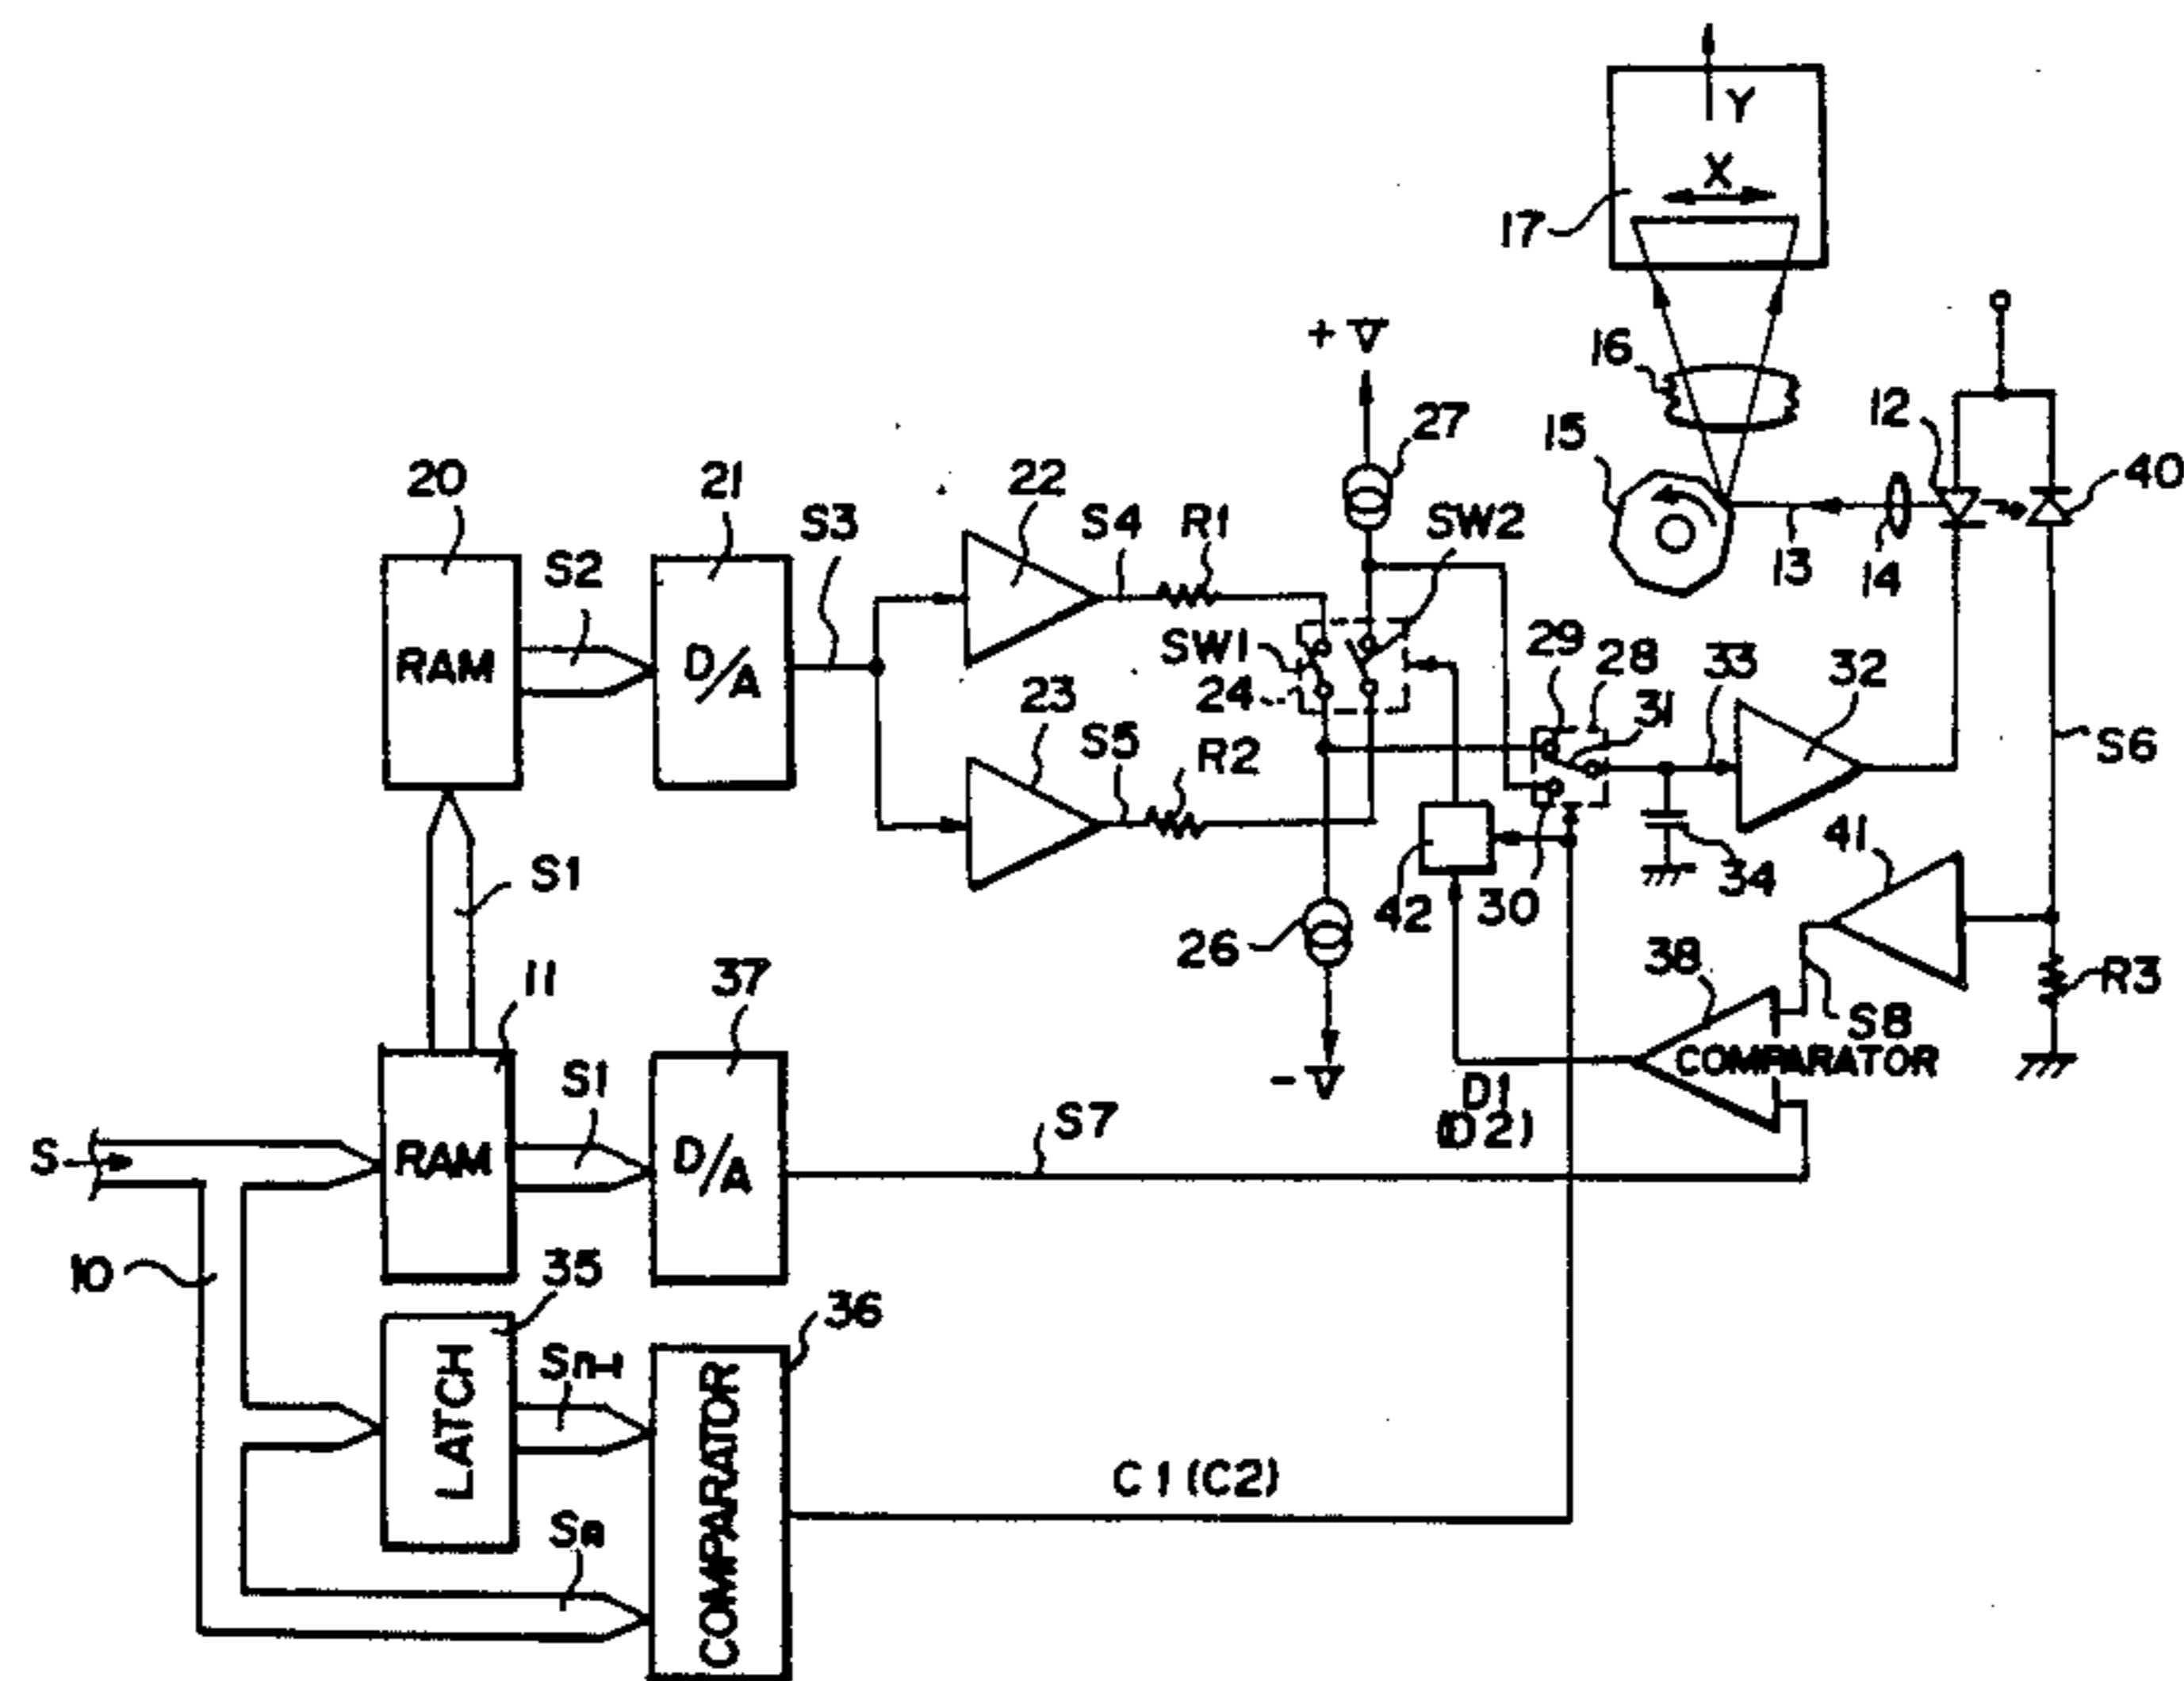 Y
X
17
+V
16
27
12
15
40
20
21
22
S4
R1
SW2
S3
13
14
S2
RAM
D/A
SW1
29
28
33
32
24
31
23
S5
R2
S6
41
S1
42
30
34
26
38
R3
11
37
S8
COMPARATOR
S1
-V
D1
(D2)
S7
S
RAM
D/A
10
35
36
Sn-1
LATCH
COMPARATOR
C1(C2)
Sn